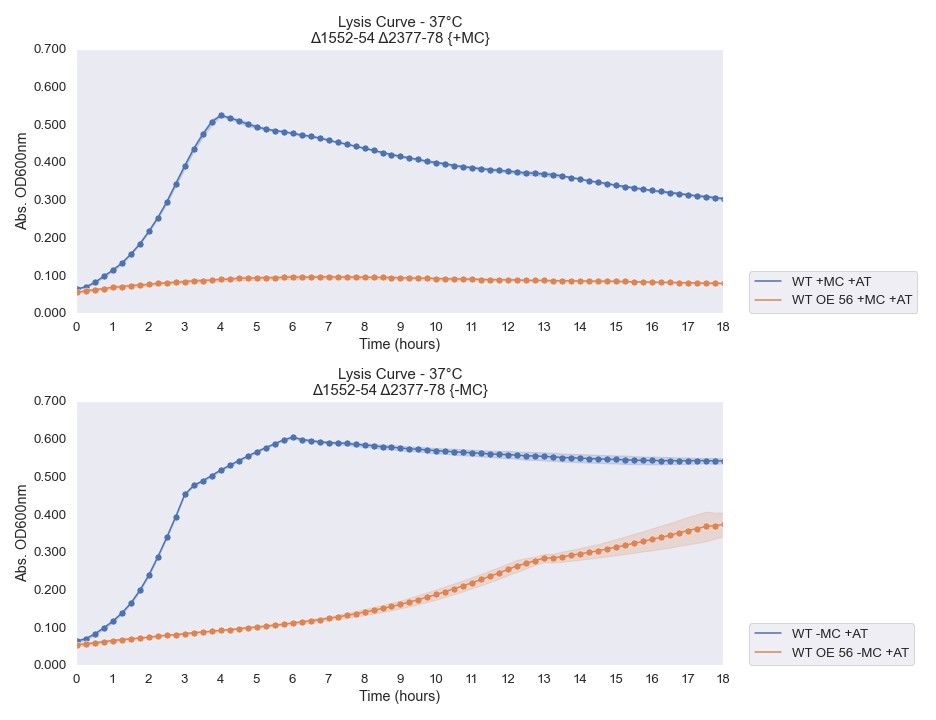 Lysis Curve - 37°C
Δ1552-54 Δ2377-78 {+MC}
0.700
0.600
0.500
0.400
0.300
0.200
0.100
0.000
Abs. OD600nm
0 1 2 3 4 5 6 7 8 9 10 11 12 13 14 15 16 17 18
Time (hours)
WT +MC +AT
WT OE 56 +MC +AT
Lysis Curve - 37°C
Δ1552-54 Δ2377-78 {-MC}
0.700
0.600
0.500
0.400
0.300
0.200
0.100
0.000
Abs. OD600nm
0 1 2 3 4 5 6 7 8 9 10 11 12 13 14 15 16 17 18
Time (hours)
WT -MC +AT
WT OE 56 -MC +AT